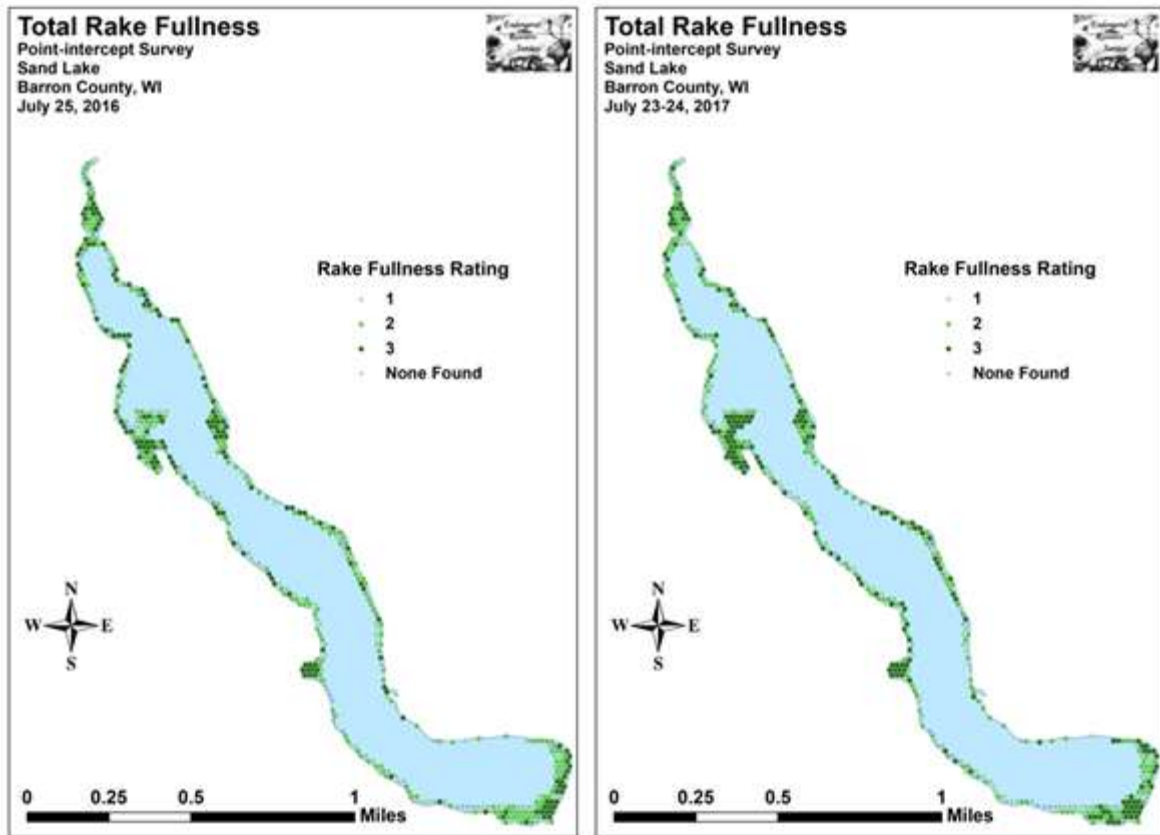 Total Rake Fullness
Point-intercept Survey
Sand Lake
Barron County, WI
July 25, 2016
Rake Fullness Rating
1
2
3
None Found
N
W E
S
0 0.25 0.5 1
Miles
Total Rake Fullness
Point-intercept Survey
Sand Lake
Barron County, WI
July 23-24, 2017
Rake Fullness Rating
1
2
3
None Found
N
W E
S
0 0.25 0.5 1
Miles